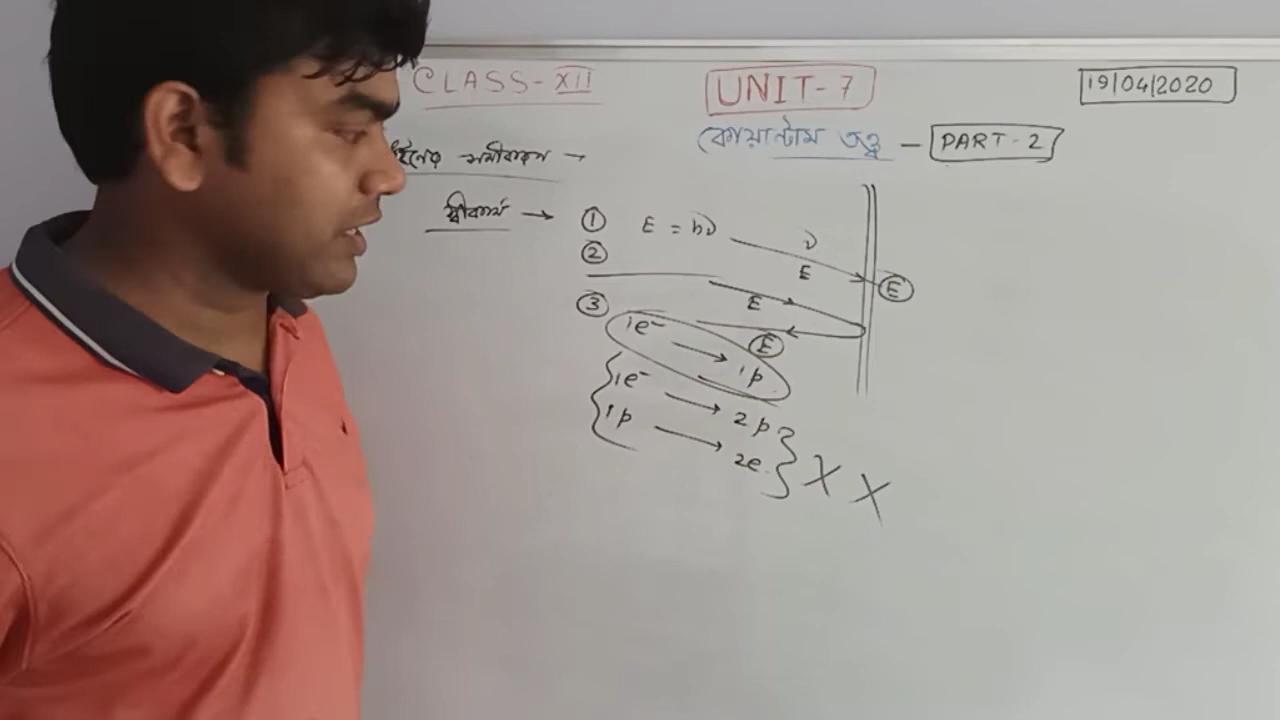 CLASS-XII
UNIT-7
19/04/2020
কোয়ান্টাম তত্ত্ব — PART-2
সমীকরণ →
স্বীকার্য → ① E = hν
ν
②
E
Ⓔ
E
③ 1e⁻
Ⓔ
→ 1p
1e⁻ → 2p
1p → 2e
} X X